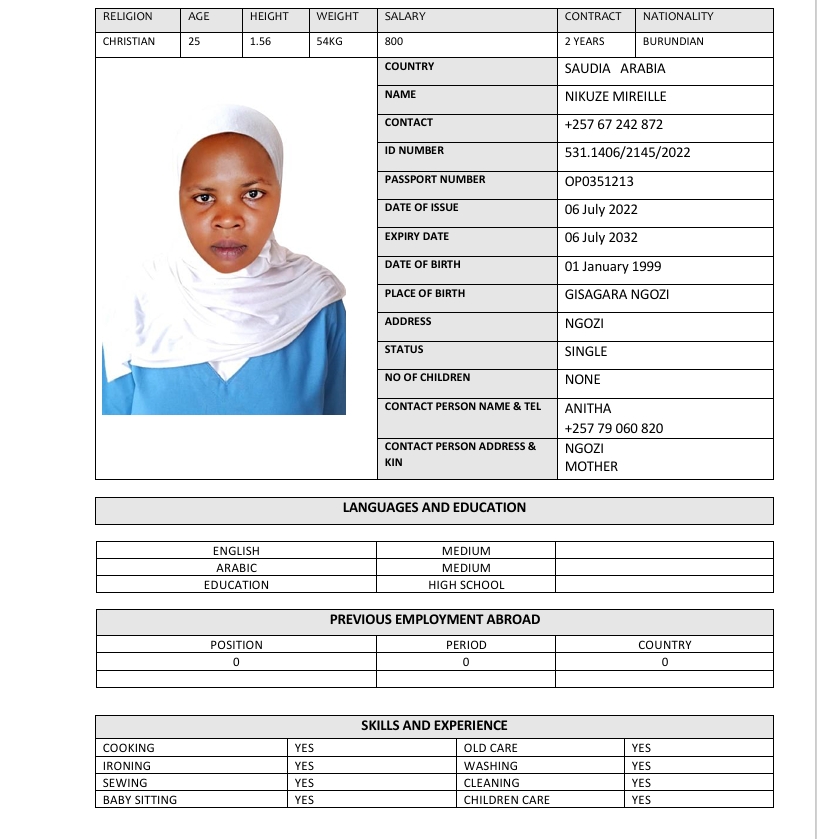 RELIGION AGE HEIGHT WEIGHT SALARY CONTRACT NATIONALITY
CHRISTIAN 25 1.56 54KG 800 2 YEARS BURUNDIAN
COUNTRY SAUDIA ARABIA
NAME NIKUZE MIREILLE
CONTACT +257 67 242 872
ID NUMBER 531.1406/2145/2022
PASSPORT NUMBER OP0351213
DATE OF ISSUE 06 July 2022
EXPIRY DATE 06 July 2032
DATE OF BIRTH 01 January 1999
PLACE OF BIRTH GISAGARA NGOZI
ADDRESS NGOZI
STATUS SINGLE
NO OF CHILDREN NONE
CONTACT PERSON NAME & TEL ANITHA
+257 79 060 820
CONTACT PERSON ADDRESS & NGOZI
KIN MOTHER
LANGUAGES AND EDUCATION
ENGLISH MEDIUM
ARABIC MEDIUM
EDUCATION HIGH SCHOOL
PREVIOUS EMPLOYMENT ABROAD
POSITION PERIOD COUNTRY
0 0 0
SKILLS AND EXPERIENCE
COOKING YES OLD CARE YES
IRONING YES WASHING YES
SEWING YES CLEANING YES
BABY SITTING YES CHILDREN CARE YES